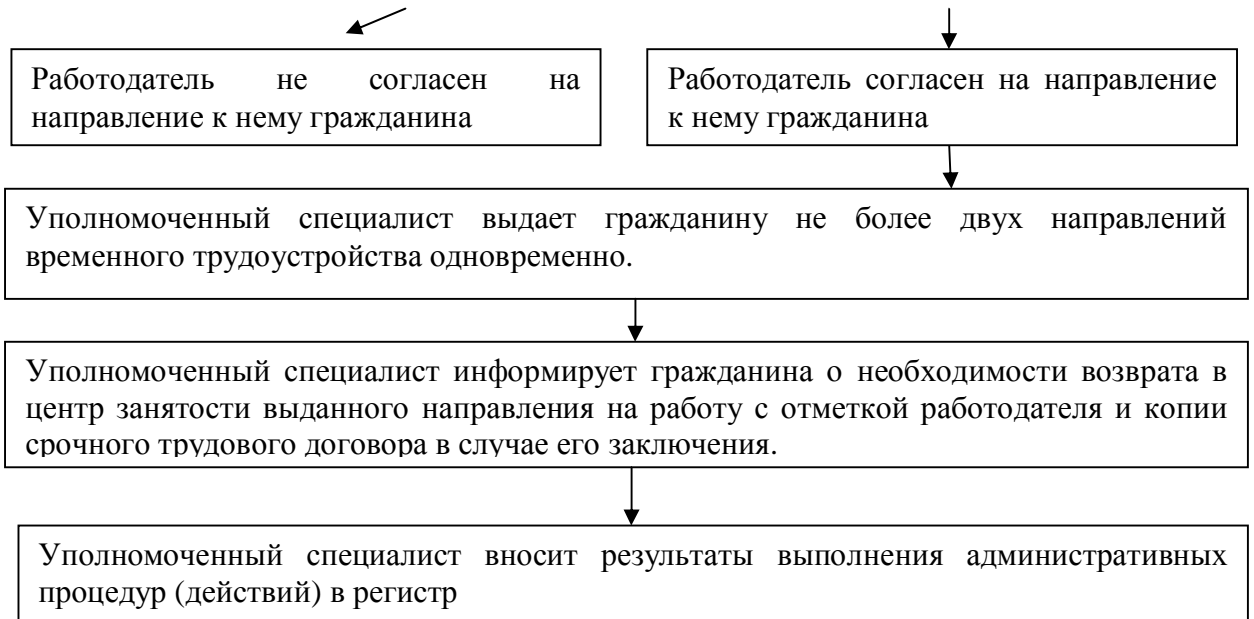 Работодатель не согласен на
направление к нему гражданина
Работодатель согласен на направление
к нему гражданина
Уполномоченный специалист выдает гражданину не более двух направлений
временного трудоустройства одновременно.
Уполномоченный специалист информирует гражданина о необходимости возврата в
центр занятости выданного направления на работу с отметкой работодателя и копии
срочного трудового договора в случае его заключения.
Уполномоченный специалист вносит результаты выполнения административных
процедур (действий) в регистр